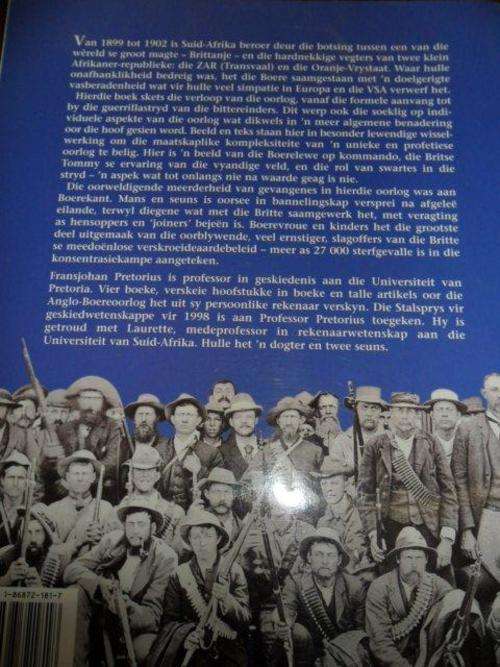 Van 1899 tot 1902 is Suid-Afrika beroer deur die botsing tussen een van die
wêreld se groot magte – Brittanje – en die hardnekkige vegters van twee klein
Afrikaner-republieke: die ZAR (Transvaal) en die Oranje-Vrystaat. Waar hulle
onafhanklikheid bedreig was, het die Boere saamgestaan met 'n doelgerigte
vasberadenheid wat vir hulle veel simpatie in Europa en die VSA verwerf het.
Hierdie boek skets die verloop van die oorlog, vanaf die formele aanvang tot
by die guerrillastryd van die bittereinders. Dit werp ook die soeklig op indi-
viduele aspekte van die oorlog wat dikwels in 'n meer algemene benadering
oor die hoof gesien word. Beeld en teks staan hier in besonder lewendige wissel-
werking om die maatskaplike kompleksiteite van 'n unieke en profetiese
oorlog te belig. Hier is 'n beeld van die Boerelewe op kommando, die Britse
Tommy se ervaring van die vyandige veld, en die rol van swartes in die
stryd – 'n aspek wat tot onlangs nie na waarde geag is nie.
Die oorweldigende meerderheid van gevangenes in hierdie oorlog was aan
Boerekant. Mans en seuns is oorsee in bannelingskap versprei na afgeleë
eilande, terwyl diegene wat met die Britte saamgewerk het, met veragting
as hensoppers en 'joiners' bejeën is. Boerevroue en kinders het die grootste
deel uitgemaak van die oorblywende, veel ernstiger, slagoffers van die Britte
se meedoënlose verskroeideaardebeleid – meer as 27 000 sterfgevalle is in die
konsentrasiekampe aangeteken.
Fransjohan Pretorius is professor in geskiedenis aan die Universiteit van
Pretoria. Vier boeke, verskeie hoofstukke in boeke en talle artikels oor die
Anglo-Boereoorlog het uit sy persoonlike rekenaar verskyn. Die Stalsprys vir
geskiedwetenskappe vir 1998 is aan Professor Pretorius toegeken. Hy is
getroud met Laurette, medeprofessor in rekenaarwetenskap aan die
Universiteit van Suid-Afrika. Hulle het 'n dogter en twee seuns.
1-86872-181-7